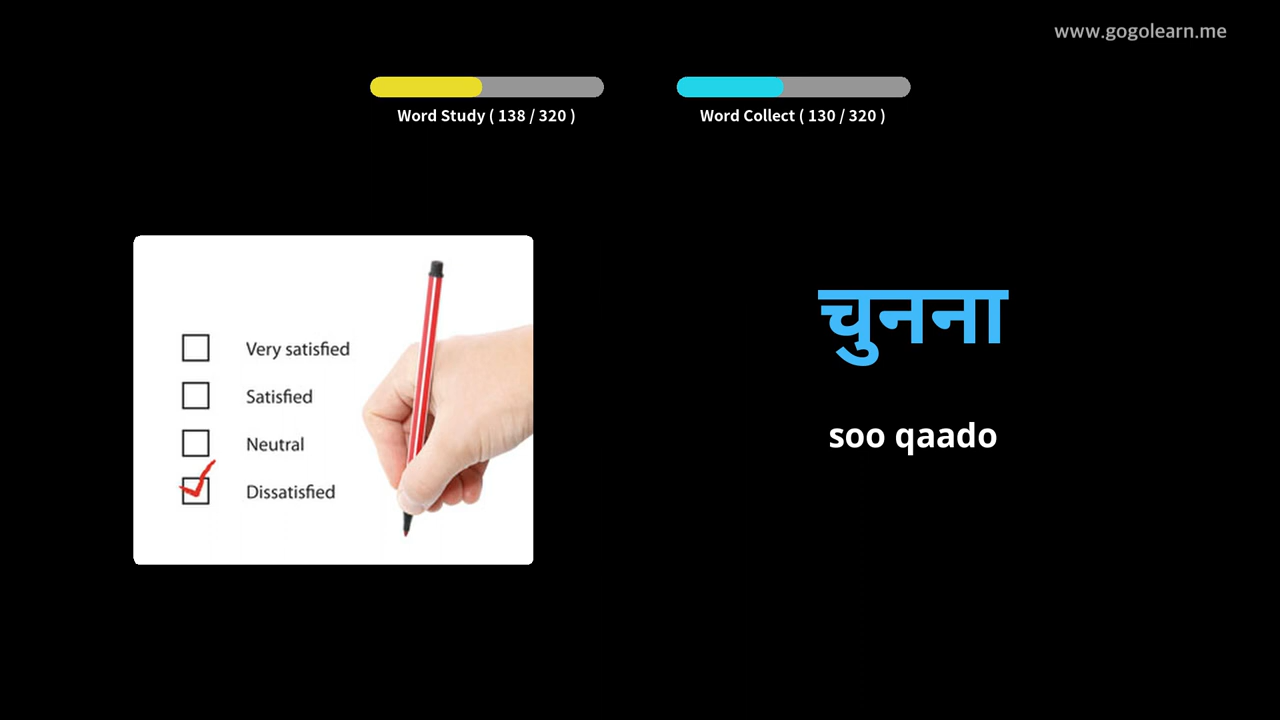 www.gogolearn.me
Word Study ( 138 / 320 )
Word Collect ( 130 / 320 )
Very satisfied
Satisfied
Neutral
Dissatisfied
चुनना
soo qaado